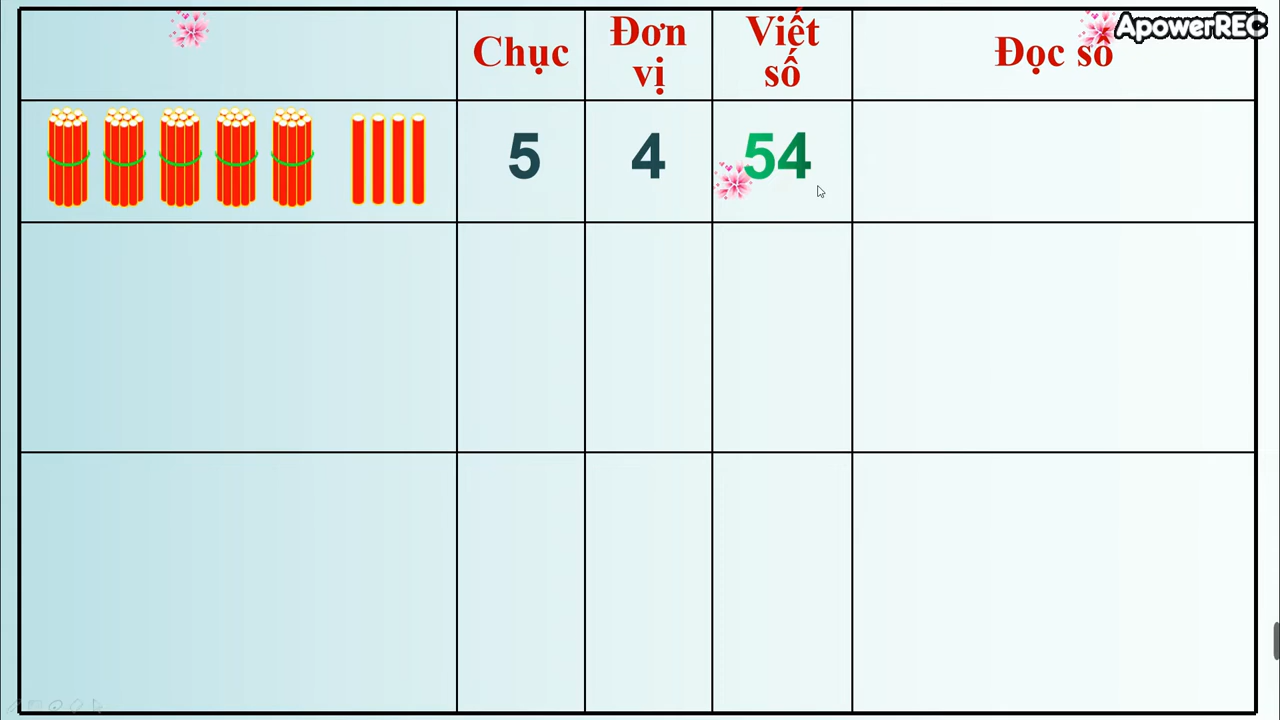 Chục
Đơn
vị
Viết
số
Đọc số
ApowerREC
5
4
54